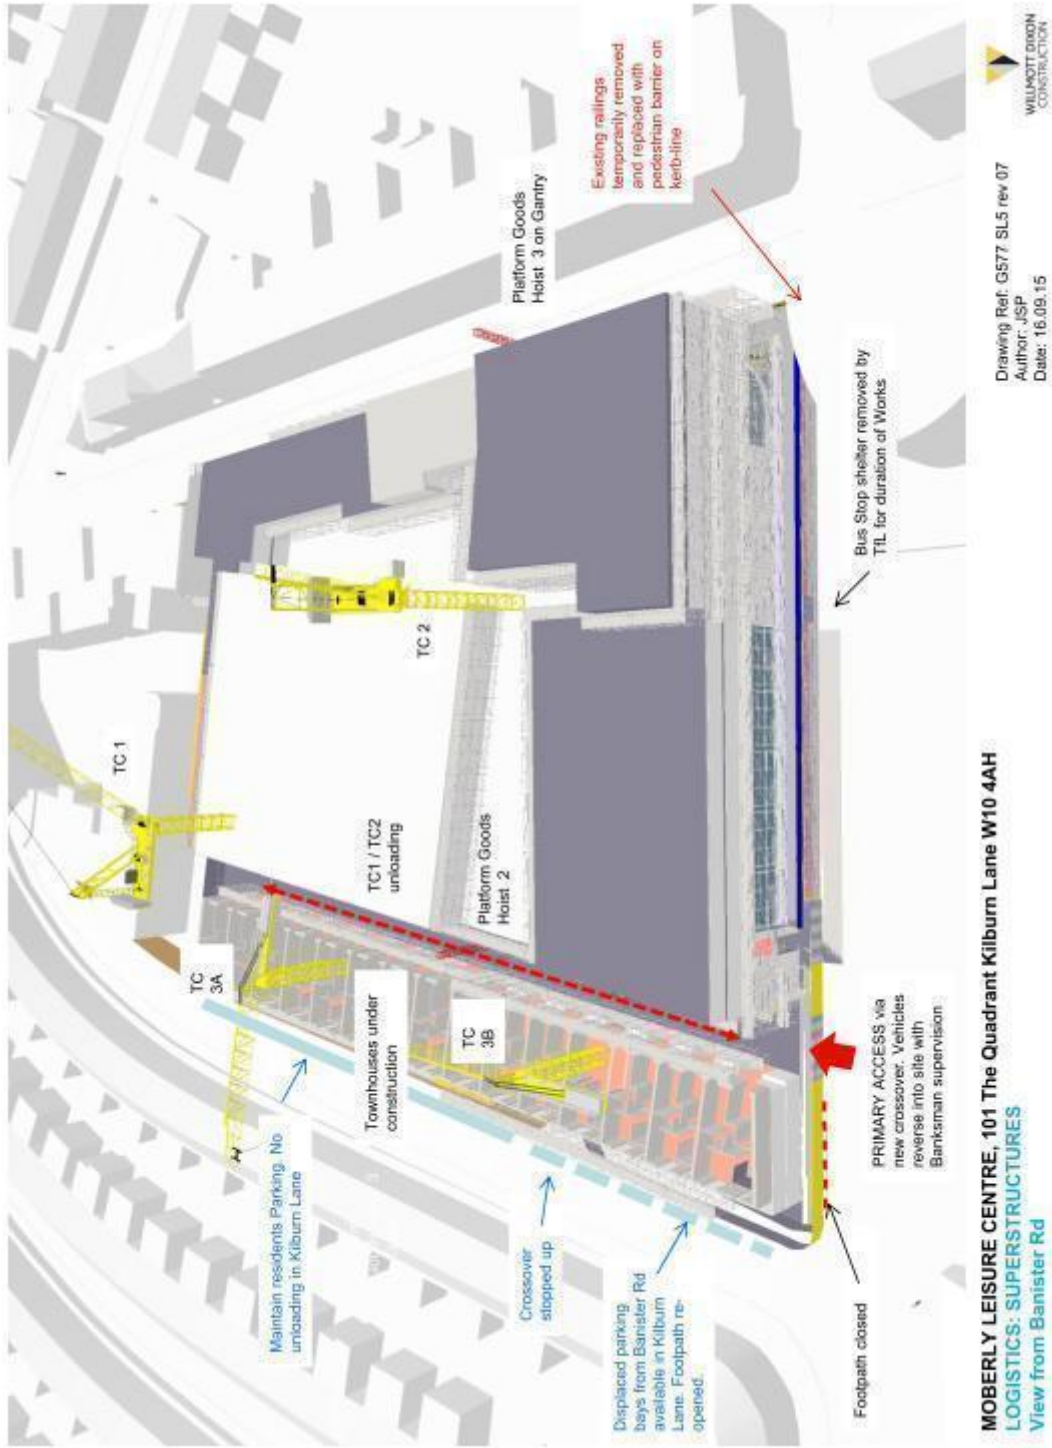 TC 1
TC
3A
TC 2
TC1 / TC2
unloading
Platform Goods
Hoist 2
Platform Goods
Hoist 3 on Gantry
Existing railings
temporarily removed
and replaced with
pedestrian barrier on
kerb-line
Maintain residents Parking. No
unloading in Kilburn Lane
Townhouses under
construction
TC
3B
Crossover
stopped up
Displaced parking
bays from Banister Rd
available in Kilburn
Lane. Footpath re-
opened.
Footpath closed
PRIMARY ACCESS via
new crossover. Vehicles
reverse into site with
Banksman supervision
Bus Stop shelter removed by
TfL for duration of Works
MOBERLY LEISURE CENTRE, 101 The Quadrant Kilburn Lane W10 4AH
LOGISTICS: SUPERSTRUCTURES
View from Banister Rd
Drawing Ref: G577 SL5 rev 07
Author: JSP
Date: 16.09.15
WILLMOTT DIXON
CONSTRUCTION